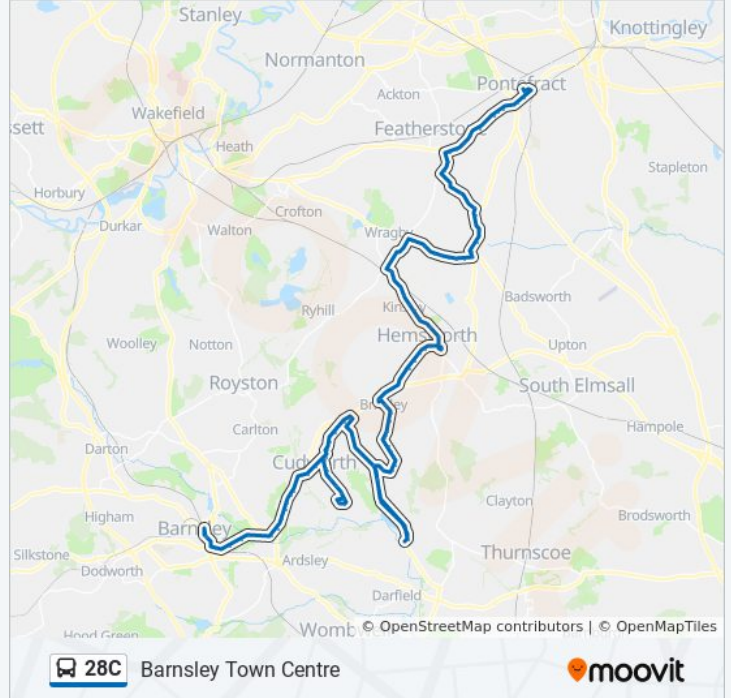 Stanley
Knottingley
Normanton
Pontefract
Ackton
Wakefield
Featherstone
ssett
Heath
Stapleton
Horbury
Crofton
Durkar
Walton
Wragby
Badsworth
Ryhill
Kinsley
Hemsworth
Woolley
Notton
Upton
Royston
South Elmsall
Brierley
Carlton
Hampole
Darton
Cudworth
Clayton
Higham
Barnsley
Brodsworth
Silkstone
Ardsley
Thurnscoe
Dodworth
Darfield
Hood Green
Wombwell
© OpenStreetMap contributors | © OpenMapTiles
28C Barnsley Town Centre
moovit